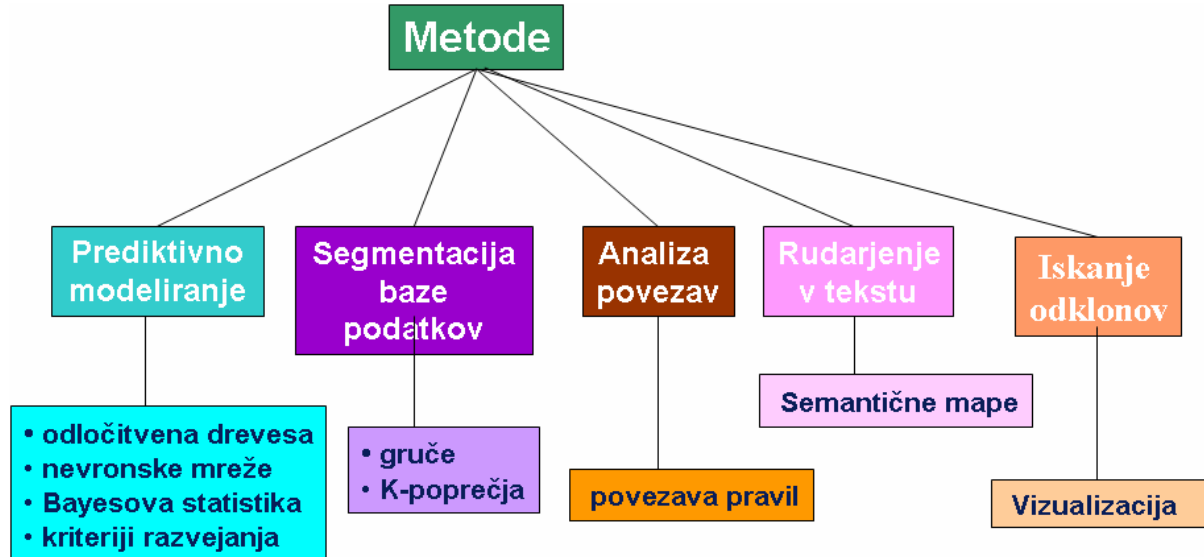 Metode
Prediktivno
modeliranje
Segmentacija
baze
podatkov
Analiza
povezav
Rudarjenje
v tekstu
Iskanje
odklonov
• odločitvena drevesa
• nevronske mreže
• Bayesova statistika
• kriteriji razvejanja
• gruče
• K-poprečja
povezava pravil
Semantične mape
Vizualizacija